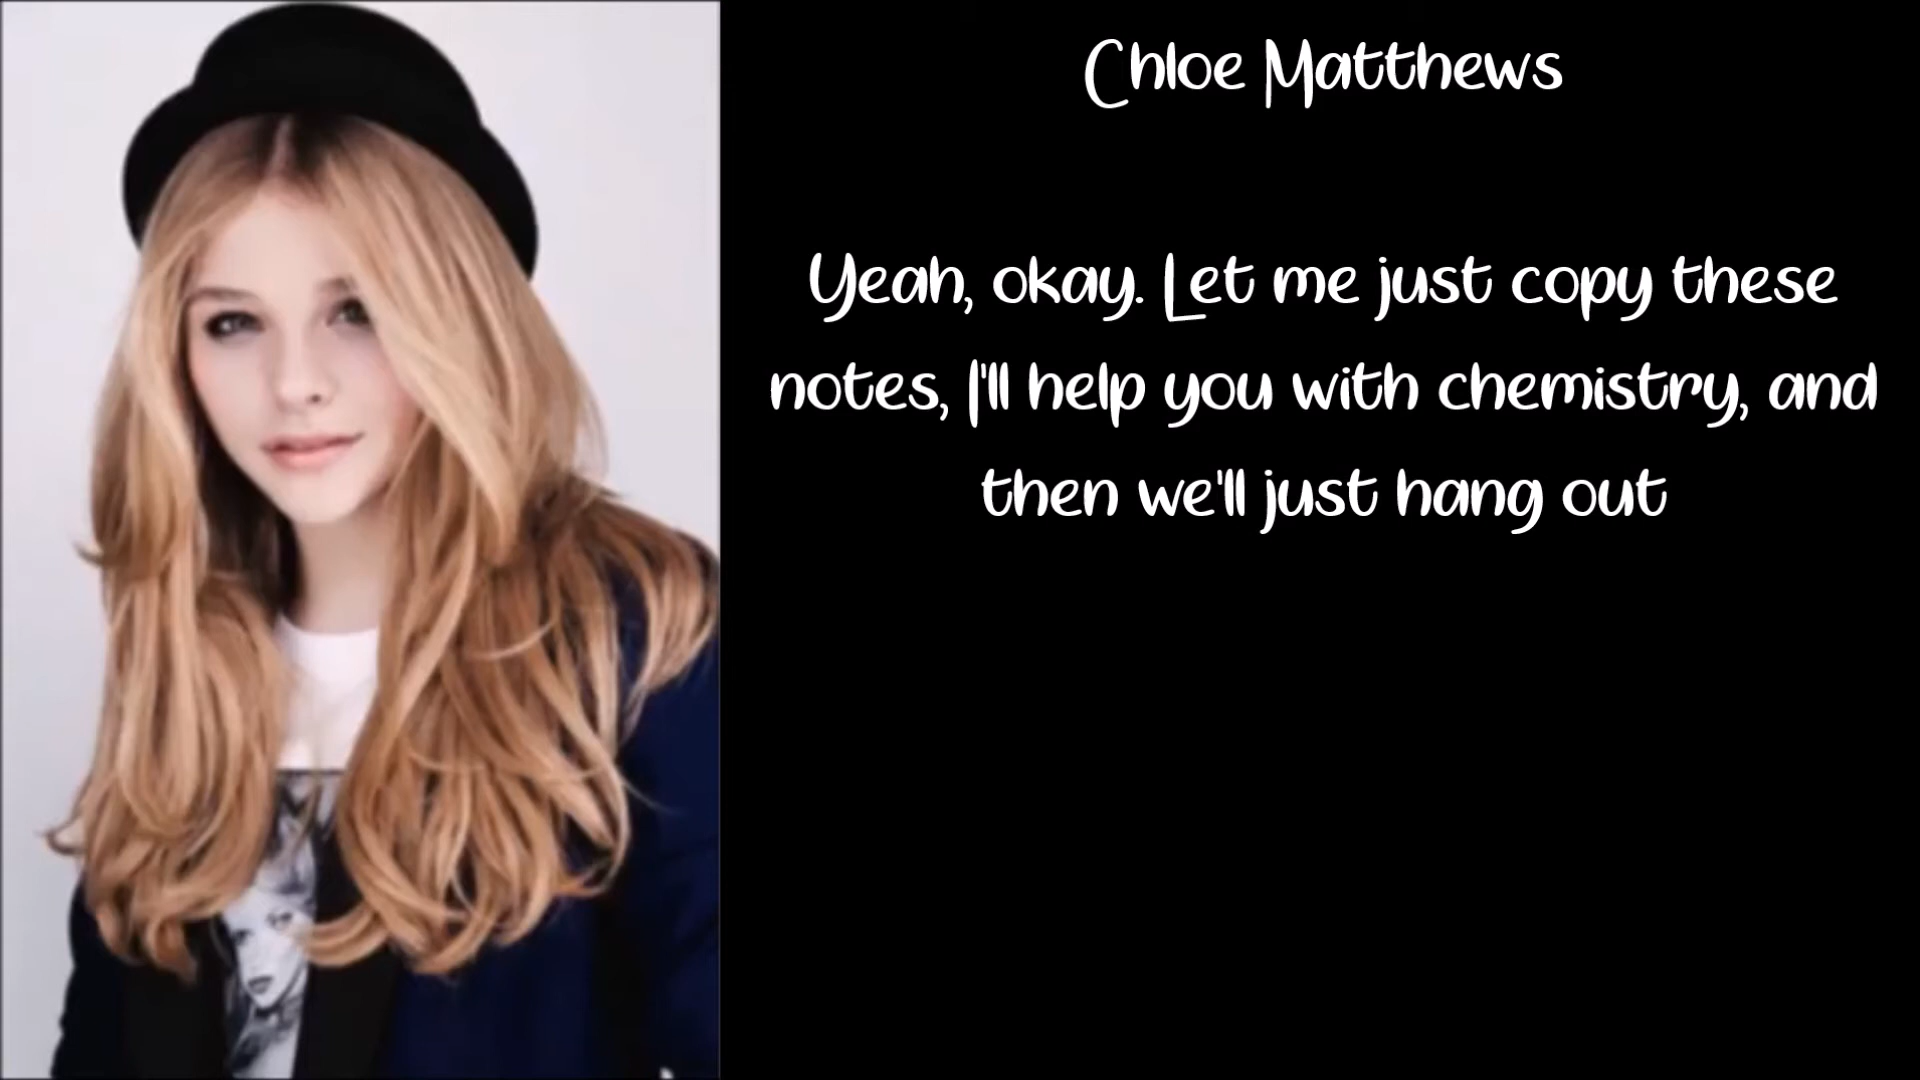 Chloe Matthews
Yeah, okay. Let me just copy these
notes, I'll help you with chemistry, and
then we'll just hang out